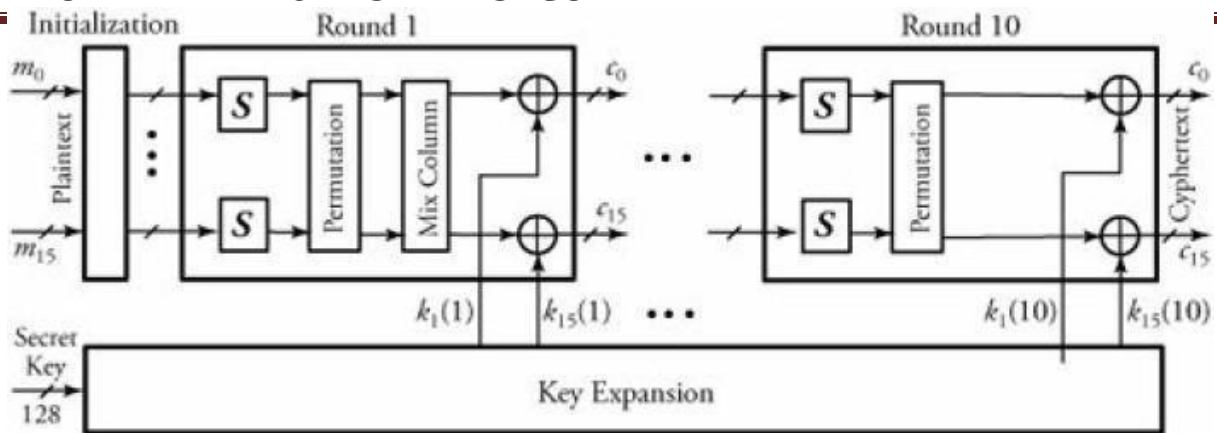 Initialization
Round 1
Round 10
m₀
Plaintext
m₁₅
S
S
Permutation
Mix Column
c₀
c₁₅
S
S
Permutation
c₀
Cyphertext
c₁₅
k₁(1)
k₁₅(1)
k₁(10)
k₁₅(10)
Secret
Key
128
Key Expansion